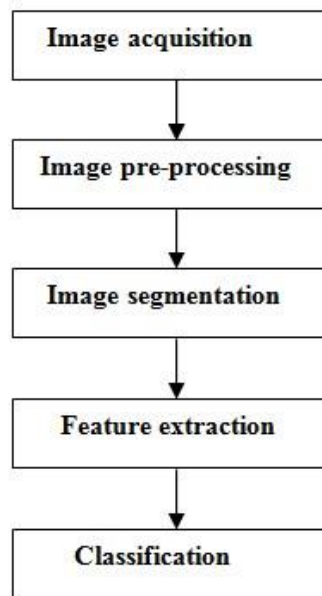 Image acquisition
Image pre-processing
Image segmentation
Feature extraction
Classification